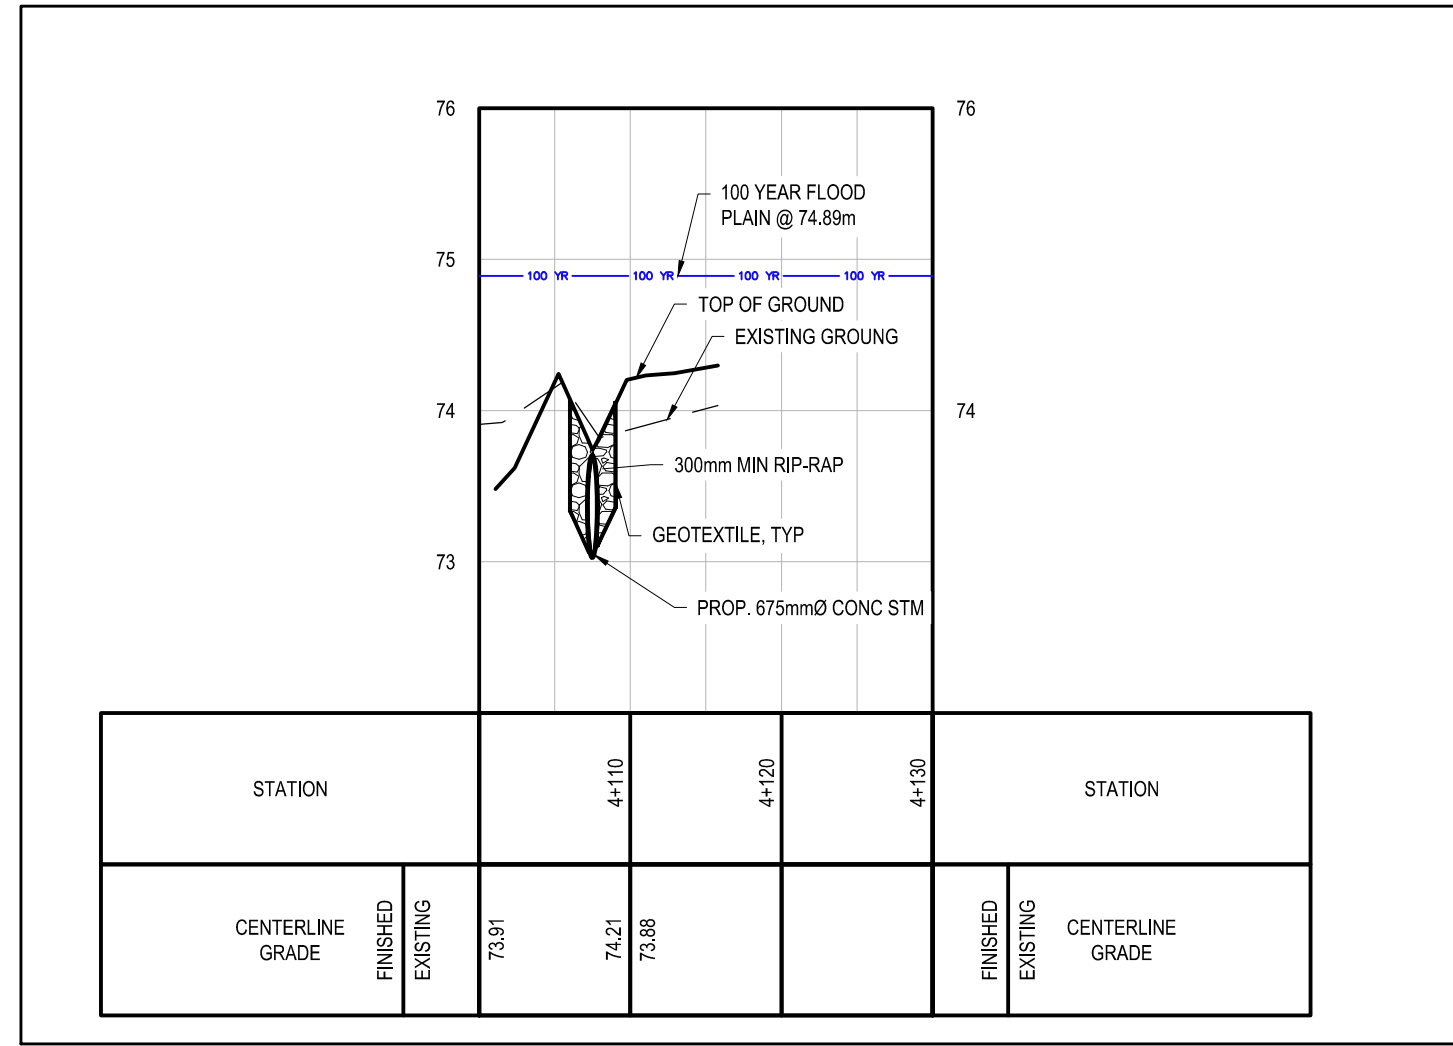 76
76
100 YEAR FLOOD
PLAIN @ 74.89m
75
100 YR 100 YR 100 YR 100 YR
TOP OF GROUND
EXISTING GROUNG
74
74
300mm MIN RIP-RAP
GEOTEXTILE, TYP
73
PROP. 675mmØ CONC STM
STATION
4+110
4+120
4+130
STATION
CENTERLINE
GRADE
FINISHED
EXISTING
73.91
74.21
73.88
FINISHED
EXISTING
CENTERLINE
GRADE